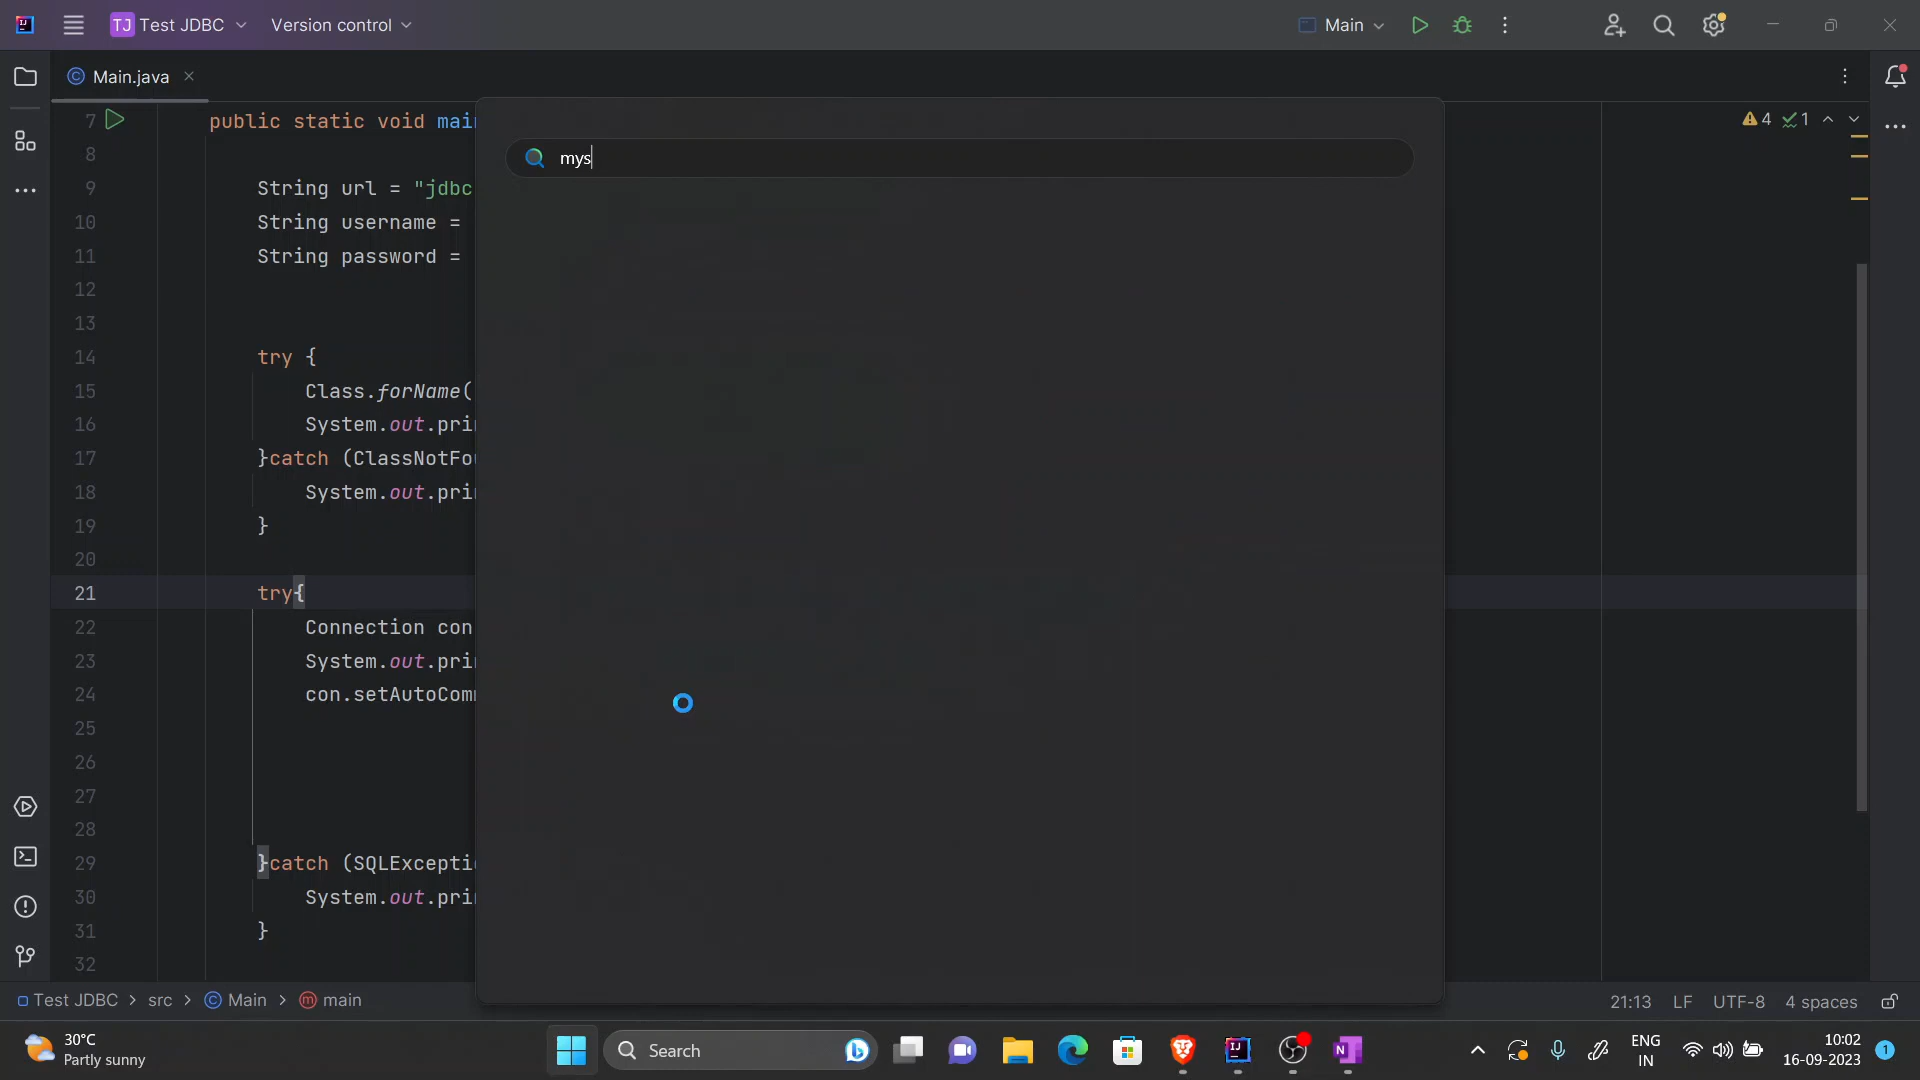 TJ Test JDBC Version control Main
Main.java
4 1
mys
7 public static void main
8
9 String url = "jdbc
10 String username =
11 String password =
12
13
14 try {
15 Class.forName(
16 System.out.pri
17 }catch (ClassNotFo
18 System.out.pri
19 }
20
21 try{
22 Connection con
23 System.out.pri
24 con.setAutoCom
25
26
27
28
29 }catch (SQLExcepti
30 System.out.pri
31 }
32
Test JDBC > src > Main > main 21:13 LF UTF-8 4 spaces
30°C
Partly sunny
Search
ENG
IN
10:02
16-09-2023
1